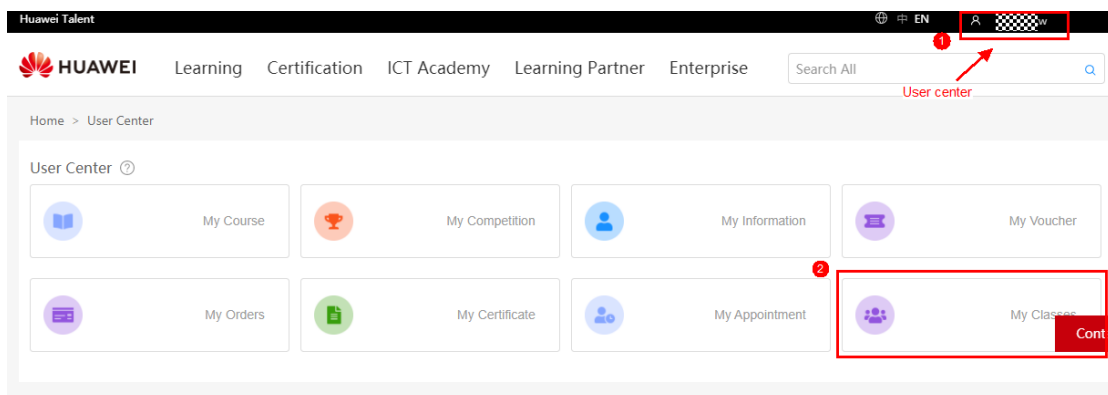 Huawei Talent
中 EN
w
1
HUAWEI
Learning
Certification
ICT Academy
Learning Partner
Enterprise
Search All
User center
Home > User Center
User Center ?
My Course
My Competition
My Information
My Voucher
2
My Orders
My Certificate
My Appointment
My Classes
Cont